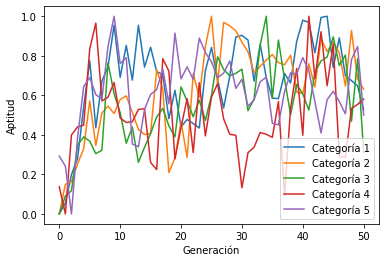 1.0
0.8
0.6
0.4
0.2
0.0
Aptitud
0
10
20
30
40
50
Generación
Categoría 1
Categoría 2
Categoría 3
Categoría 4
Categoría 5